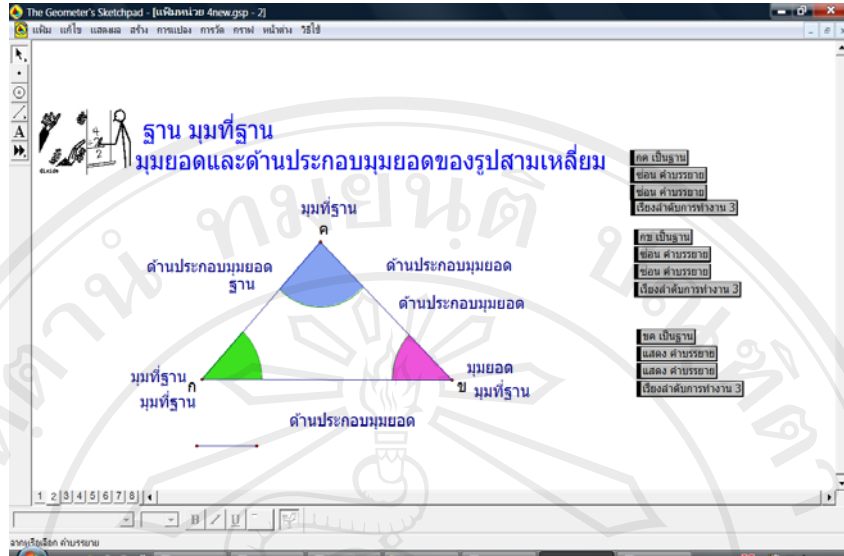 The Geometer's Sketchpad - [แฟ้มหน่วย 4new.gsp - 2]
แฟ้ม แก้ไข แสดงผล สร้าง การแปลง การวัด กราฟ หน้าต่าง วิธีใช้
ฐาน มุมที่ฐาน
มุมยอดและด้านประกอบมุมยอดของรูปสามเหลี่ยม
กค เป็นฐาน
ซ่อน คำบรรยาย
ซ่อน คำบรรยาย
เรียงลำดับการทำงาน 3
มุมที่ฐาน
ค
กข เป็นฐาน
ซ่อน คำบรรยาย
ซ่อน คำบรรยาย
เรียงลำดับการทำงาน 3
ด้านประกอบมุมยอด
ฐาน
ด้านประกอบมุมยอด
ด้านประกอบมุมยอด
ขค เป็นฐาน
แสดง คำบรรยาย
แสดง คำบรรยาย
เรียงลำดับการทำงาน 3
มุมที่ฐาน
ก
มุมที่ฐาน
มุมยอด
ข มุมที่ฐาน
ด้านประกอบมุมยอด
1 2 3 4 5 6 7 8
B I U